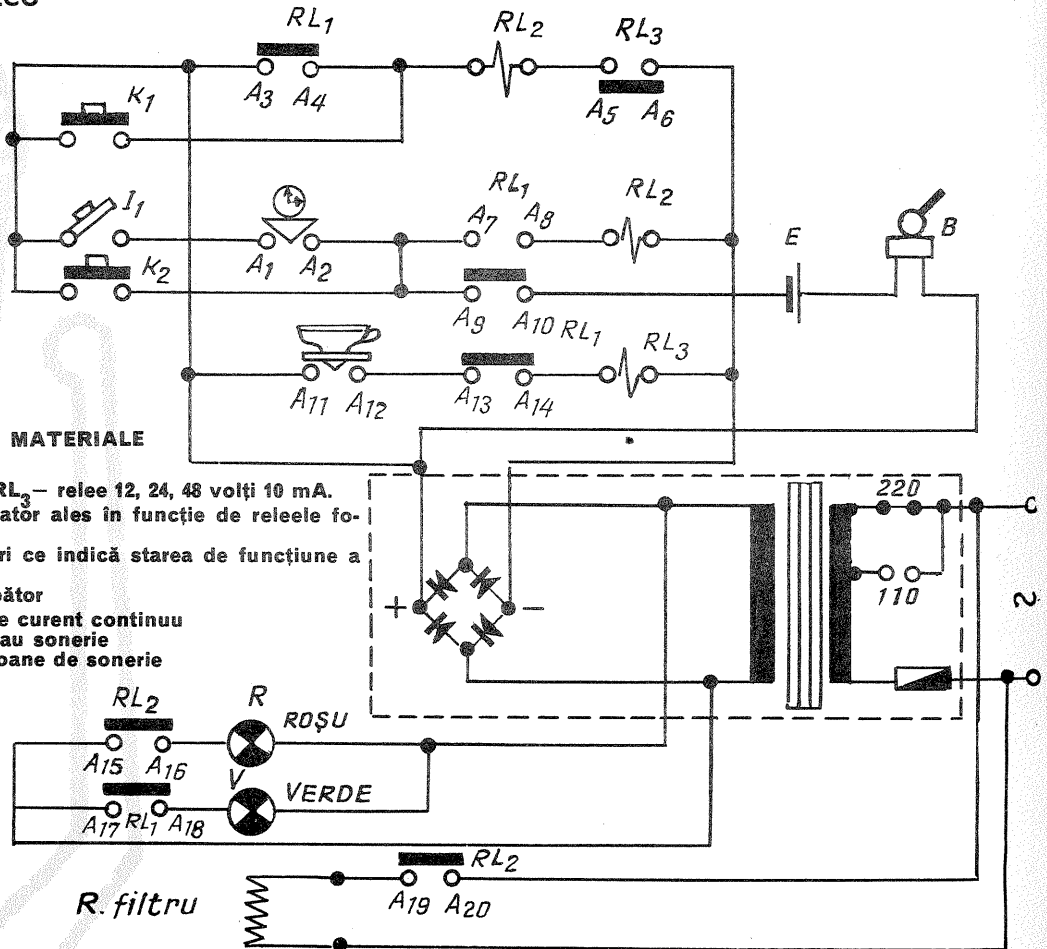 RL1 RL2 RL3
A3 A4 A5 A6
K1
I1 RL1 RL2
A1 A2 A7 A8 E B
K2
A9 A10 RL1 RL3
A11 A12 A13 A14
MATERIALE
RL3 — relee 12, 24, 48 volți 10 mA.
ator ales în funcție de releele fo-
ri ce indică starea de funcțiune a
e curent continuu
au sonerie
oane de sonerie
220
110
+ −
RL2 R ROȘU
A15 A16 V VERDE
A17 RL1 A18
RL2
R. filtru A19 A20